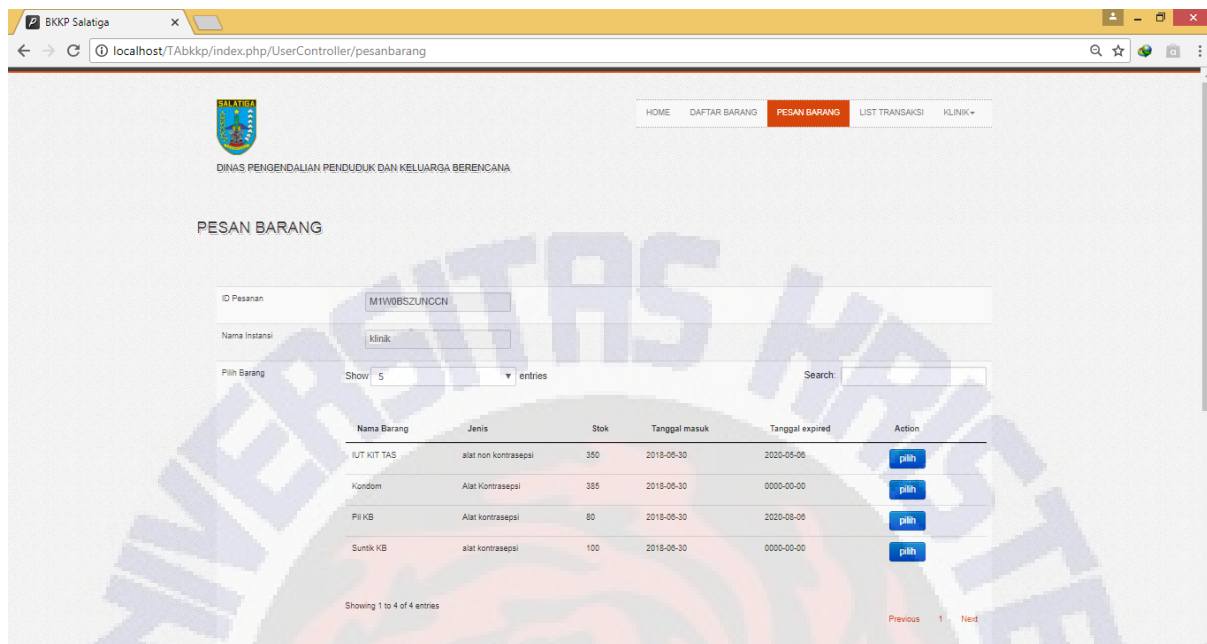 BKKP Salatiga
localhost/TAbkkp/index.php/UserController/pesanbarang
SALATIGA
HOME DAFTAR BARANG PESAN BARANG LIST TRANSAKSI KLINIK
DINAS PENGENDALIAN PENDUDUK DAN KELUARGA BERENCANA
PESAN BARANG
ID Pesanan M1W0BSZUNCCN
Nama Instansi klinik
Pilih Barang Show 5 entries Search:
Nama Barang Jenis Stok Tanggal masuk Tanggal expired Action
IUT KIT TAS alat non kontrasepsi 350 2018-06-30 2020-06-06 pilih
Kondom Alat Kontrasepsi 385 2018-06-30 0000-00-00 pilih
Pil KB Alat kontrasepsi 80 2018-06-30 2020-08-06 pilih
Suntik KB alat kontrasepsi 100 2018-06-30 0000-00-00 pilih
Showing 1 to 4 of 4 entries
Previous 1 Next
UNIVERSITAS KRISTE